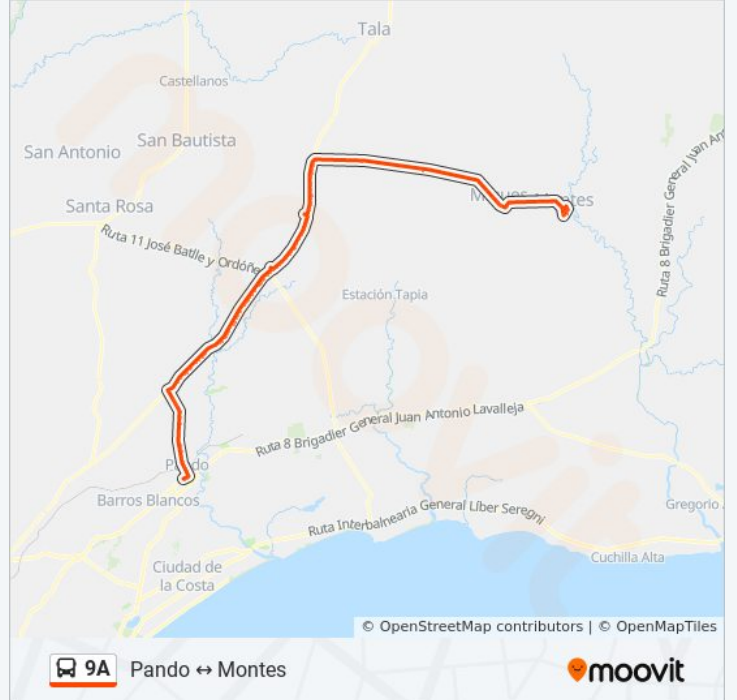 Tala
Castellanos
San Bautista
San Antonio
Santa Rosa
Ruta 11 José Batlle y Ordóñe
Ruta 8 Brigadier General Juan An
Estación Tapia
Ruta 8 Brigadier General Juan Antonio Lavalleja
Barros Blancos
Gregorio
Ruta Interbalnearia General Líber Seregni
Cuchilla Alta
Ciudad de
la Costa
© OpenStreetMap contributors | © OpenMapTiles
9A Pando ↔ Montes
moovit